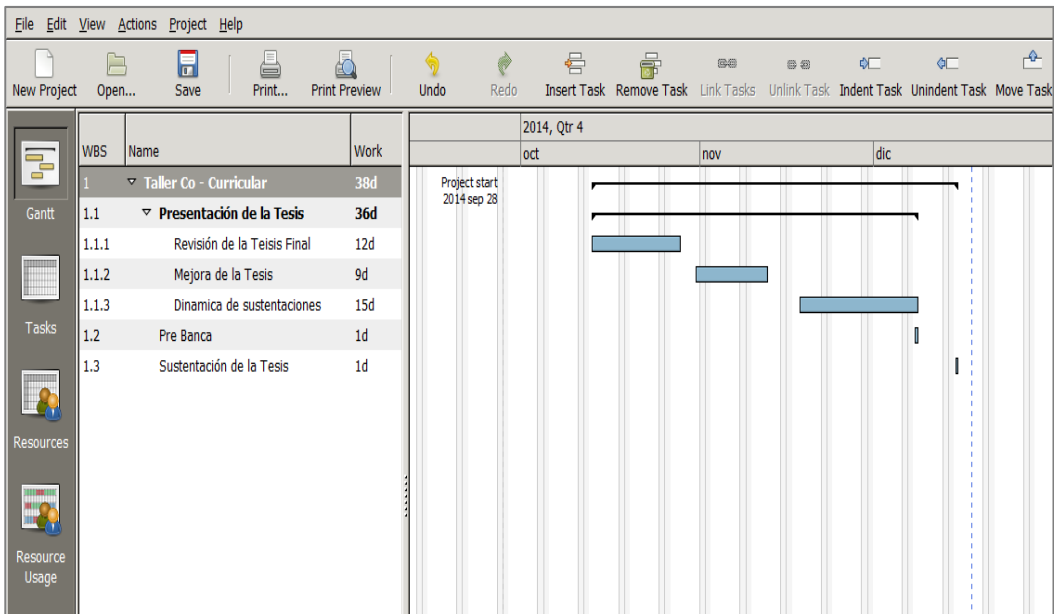 File Edit View Actions Project Help
New Project Open... Save Print... Print Preview Undo Redo Insert Task Remove Task Link Tasks Unlink Task Indent Task Unindent Task Move Task
2014, Qtr 4
WBS Name Work oct nov dic
1 Taller Co - Curricular 38d
Project start
2014 sep 28
Gantt
1.1 Presentación de la Tesis 36d
1.1.1 Revisión de la Teisis Final 12d
1.1.2 Mejora de la Tesis 9d
1.1.3 Dinamica de sustentaciones 15d
Tasks
1.2 Pre Banca 1d
1.3 Sustentación de la Tesis 1d
Resources
Resource
Usage